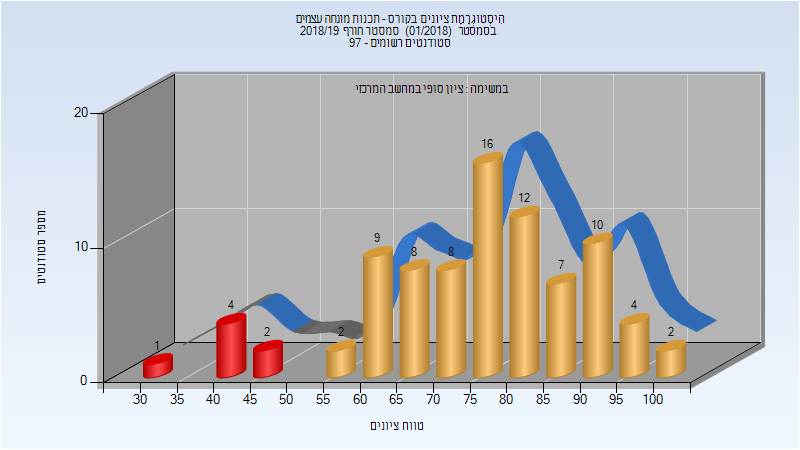 היסטוגרמת ציונים בקורס - תכנות מונחה עצמים
בסמסטר (01/2018) סמסטר חורף 2018/19
סטודנטים רשומים - 97
במשימה : ציון סופי במחשב המרכזי
מספר סטודנטים
20
10
0
1
4
2
2
9
8
8
16
12
7
10
4
2
30 35 40 45 50 55 60 65 70 75 80 85 90 95 100
טווח ציונים